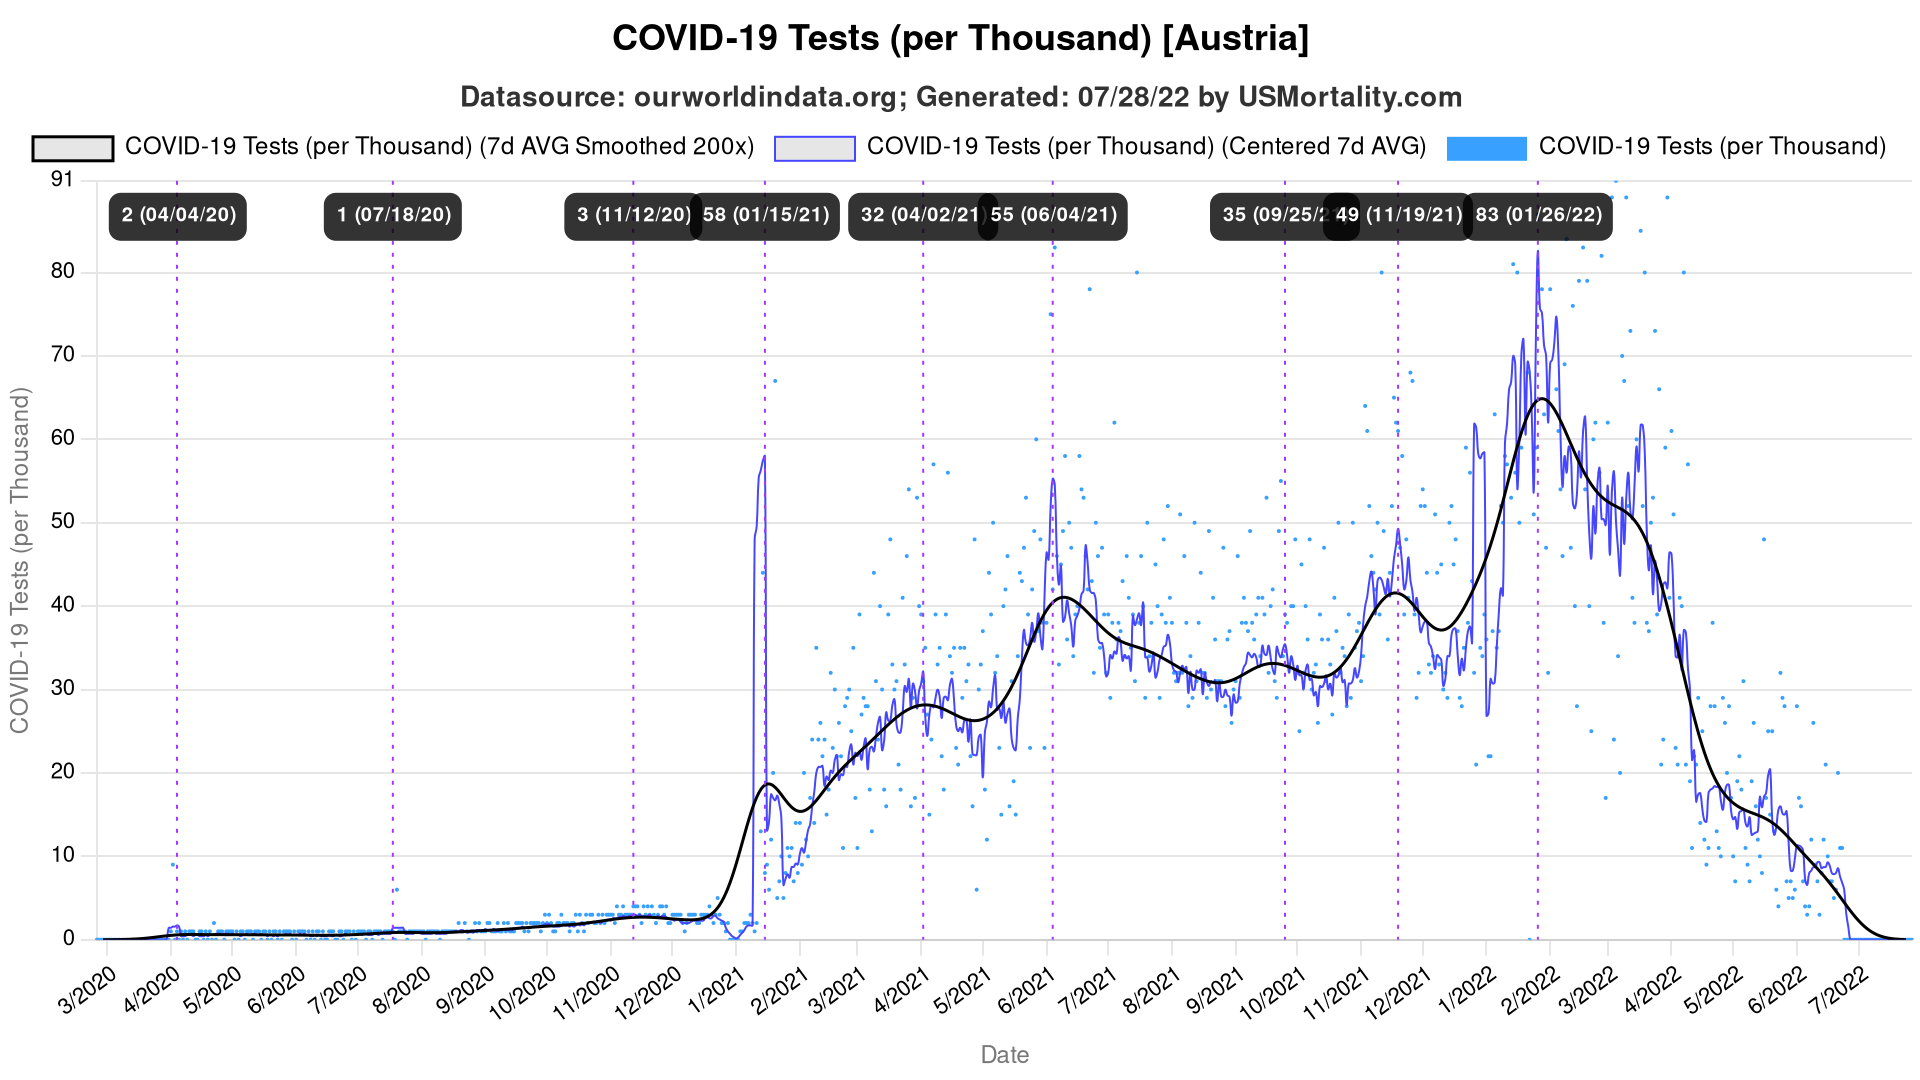 COVID-19 Tests (per Thousand) [Austria]
Datasource: ourworldindata.org; Generated: 07/28/22 by USMortality.com
COVID-19 Tests (per Thousand) (7d AVG Smoothed 200x) COVID-19 Tests (per Thousand) (Centered 7d AVG) COVID-19 Tests (per Thousand)
2 (04/04/20) 1 (07/18/20) 3 (11/12/20) 58 (01/15/21) 32 (04/02/21) 55 (06/04/21) 35 (09/25/21) 49 (11/19/21) 83 (01/26/22)
91
80
70
60
50
40
30
20
10
0
COVID-19 Tests (per Thousand)
3/2020 4/2020 5/2020 6/2020 7/2020 8/2020 9/2020 10/2020 11/2020 12/2020 1/2021 2/2021 3/2021 4/2021 5/2021 6/2021 7/2021 8/2021 9/2021 10/2021 11/2021 12/2021 1/2022 2/2022 3/2022 4/2022 5/2022 6/2022 7/2022
Date